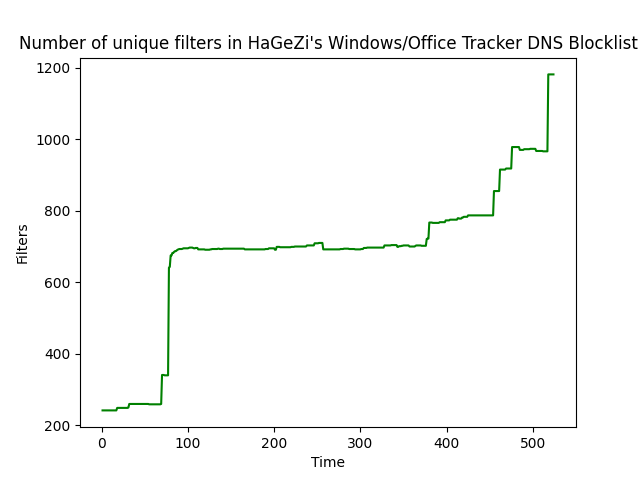 Number of unique filters in HaGeZi's Windows/Office Tracker DNS Blocklist
1200
1000
800
600
400
200
Filters
0 100 200 300 400 500
Time